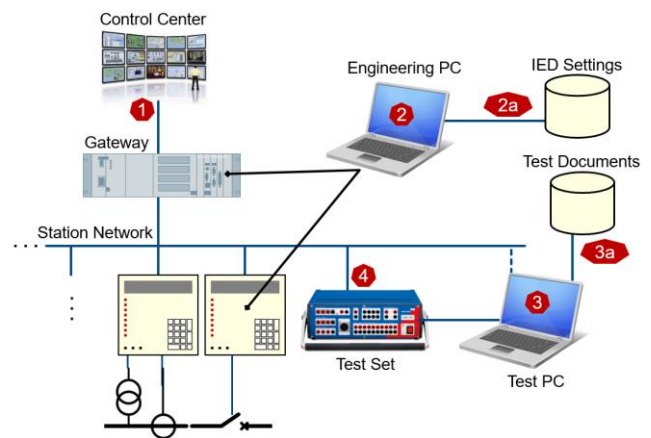 Control Center
1
Engineering PC
IED Settings
2
2a
Gateway
Test Documents
Station Network
3a
4
3
Test Set
Test PC